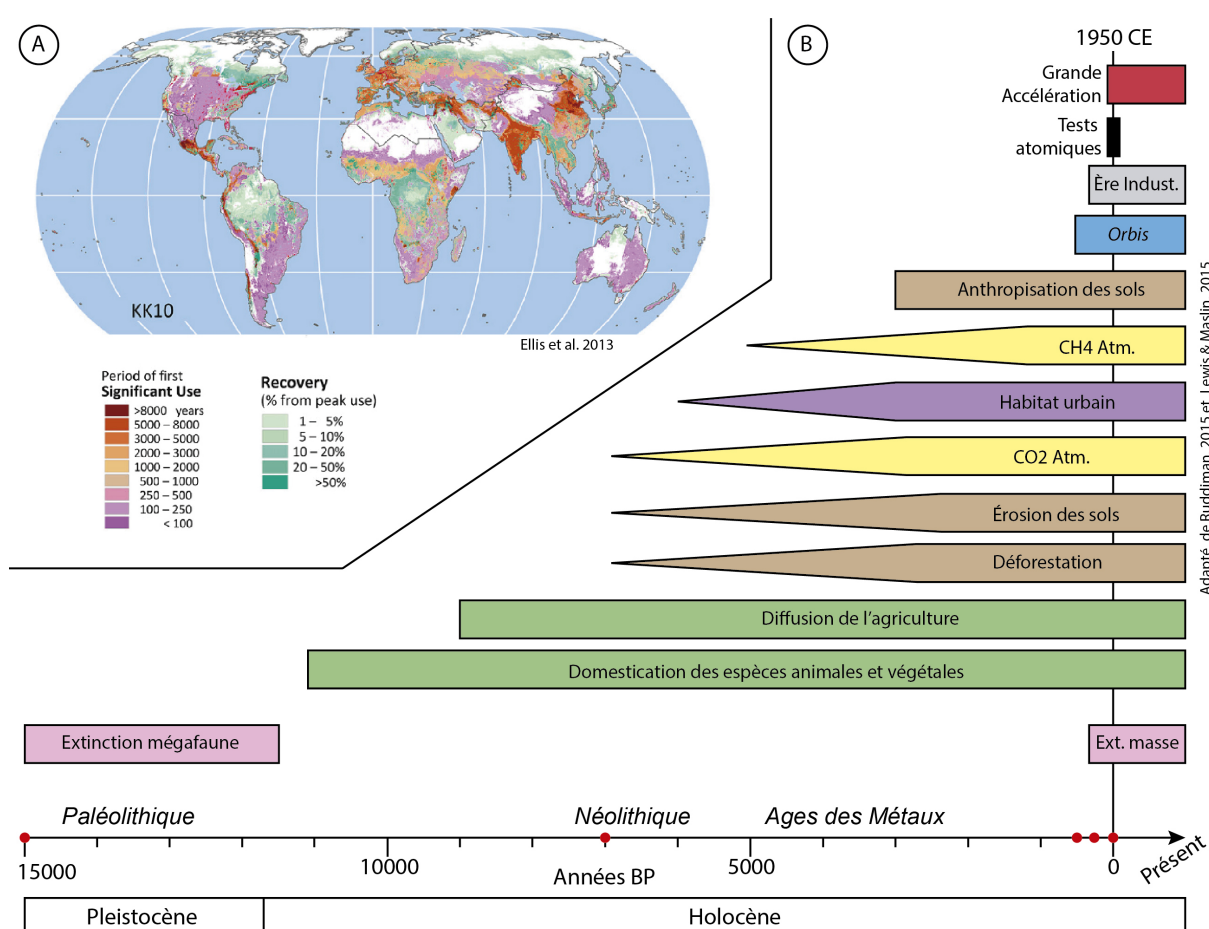 A
KK10
Ellis et al. 2013
Period of first
Significant Use
>8000 years
5000 – 8000
3000 – 5000
2000 – 3000
1000 – 2000
500 – 1000
250 – 500
100 – 250
< 100
Recovery
(% from peak use)
1 – 5%
5 – 10%
10 – 20%
20 – 50%
>50%
B
1950 CE
Grande
Accélération
Tests
atomiques
Ère Indust.
Orbis
Anthropisation des sols
CH4 Atm.
Habitat urbain
CO2 Atm.
Érosion des sols
Déforestation
Diffusion de l’agriculture
Domestication des espèces animales et végétales
Extinction mégafaune
Ext. masse
Adapté de Ruddiman, 2015 et Lewis & Maslin, 2015
Paléolithique
Néolithique
Ages des Métaux
15000
10000
5000
0
Présent
Années BP
Pleistocène
Holocène